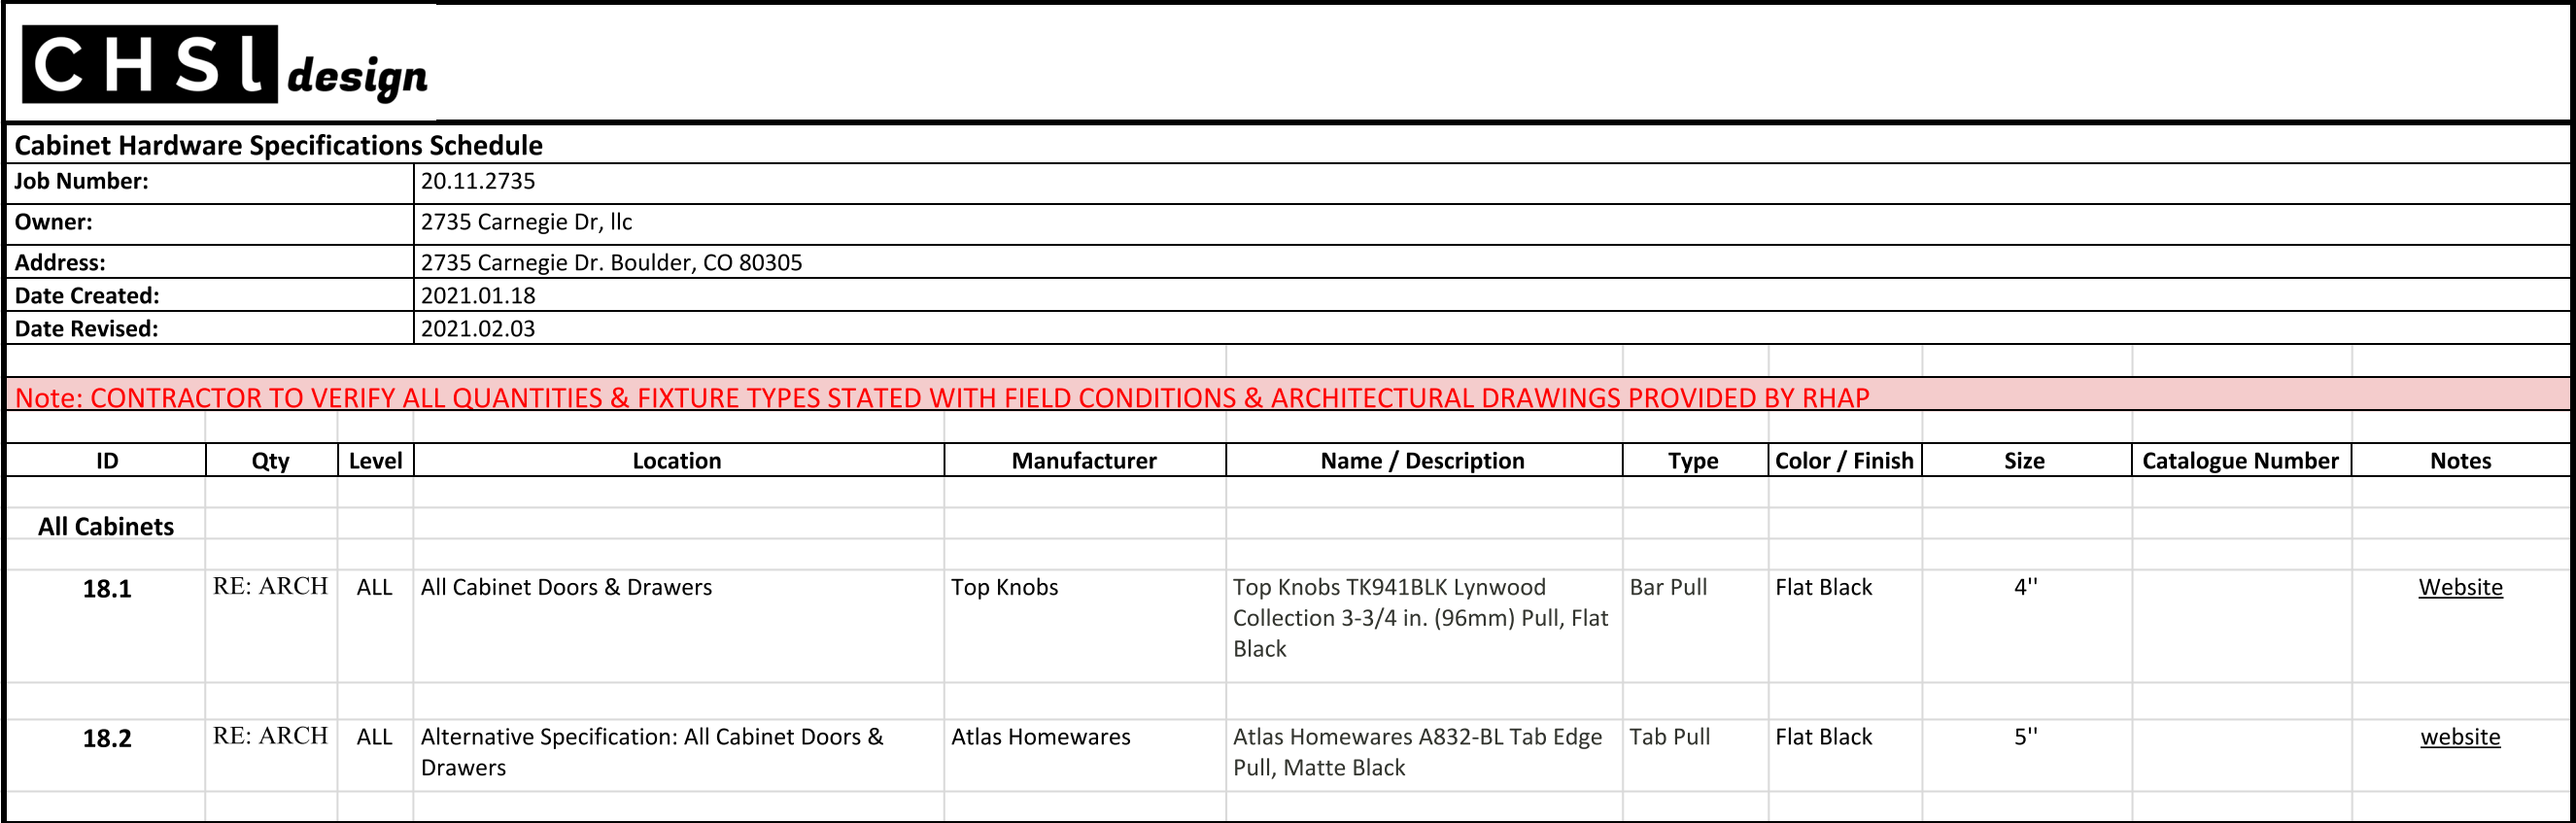 CHSl design
Cabinet Hardware Specifications Schedule
Job Number: 20.11.2735
Owner: 2735 Carnegie Dr, llc
Address: 2735 Carnegie Dr. Boulder, CO 80305
Date Created: 2021.01.18
Date Revised: 2021.02.03
Note: CONTRACTOR TO VERIFY ALL QUANTITIES & FIXTURE TYPES STATED WITH FIELD CONDITIONS & ARCHITECTURAL DRAWINGS PROVIDED BY RHAP
ID Qty Level Location Manufacturer Name / Description Type Color / Finish Size Catalogue Number Notes
All Cabinets
18.1 RE: ARCH ALL All Cabinet Doors & Drawers Top Knobs Top Knobs TK941BLK Lynwood Bar Pull Flat Black 4" Website
Collection 3-3/4 in. (96mm) Pull, Flat
Black
18.2 RE: ARCH ALL Alternative Specification: All Cabinet Doors & Atlas Homewares Atlas Homewares A832-BL Tab Edge Tab Pull Flat Black 5" website
Drawers Pull, Matte Black